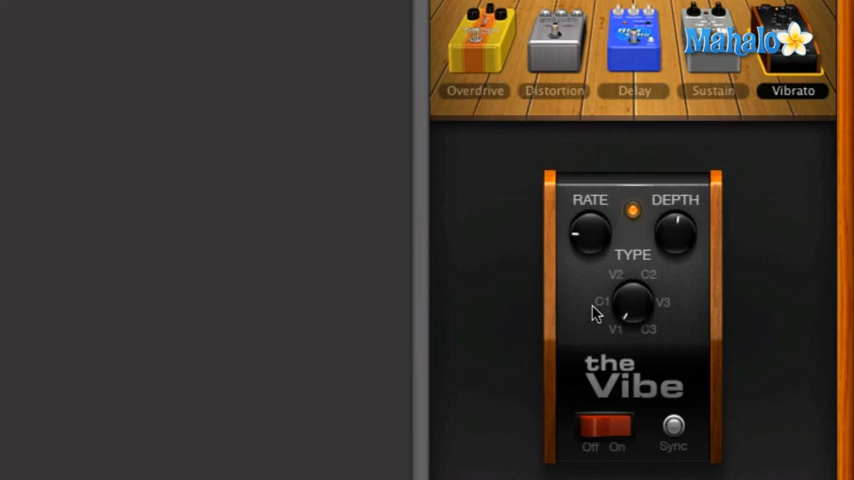 Mahalo
Overdrive Distortion Delay Sustain Vibrato
RATE DEPTH
TYPE
V2 C2
C1 V3
V1 C3
the
Vibe
Off On Sync